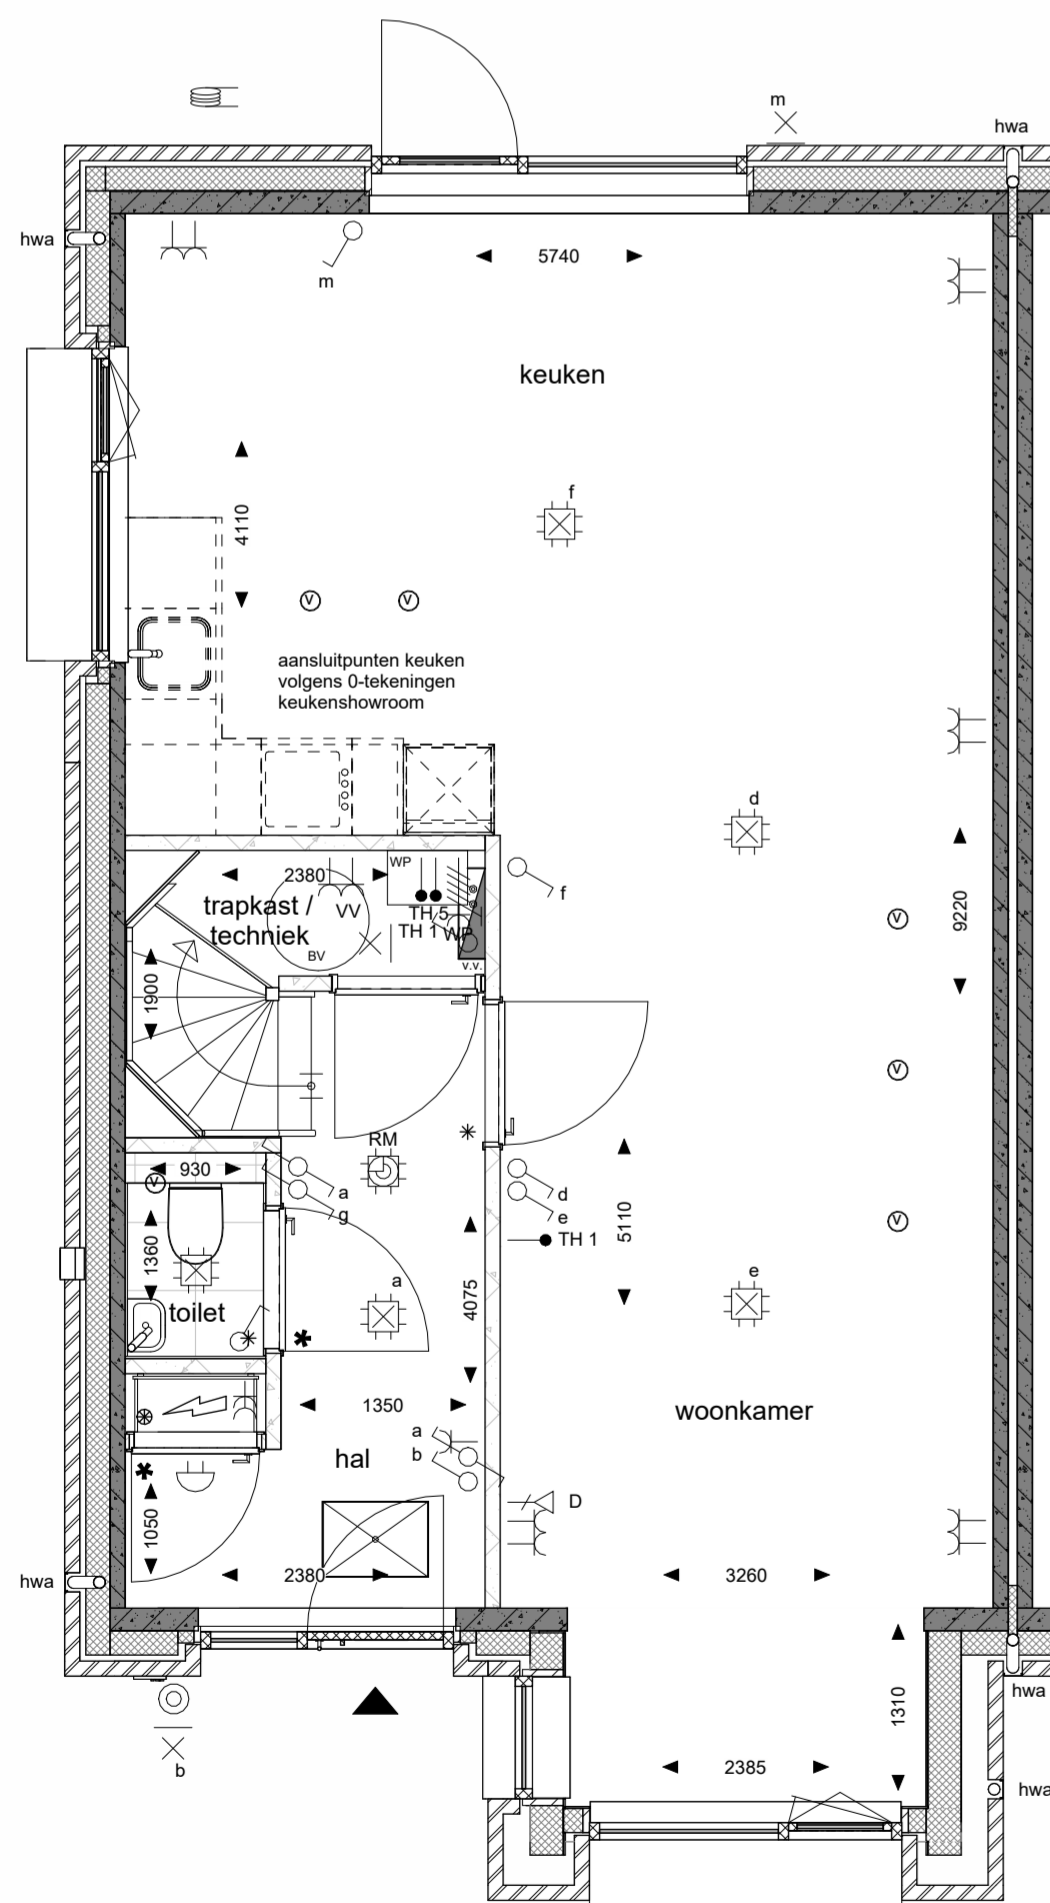 m
hwa
hwa
m
5740
keuken
f
4110
V
V
aansluitpunten keuken
volgens 0-tekeningen
keukenshowroom
d
9220
2380
WP
trapkast /
techniek
VV
TH 5
TH 1
WP
BV
v.v.
f
V
1900
V
RM
930
V
a
g
d
e
TH 1
5110
V
1360
toilet
a
4075
e
1350
woonkamer
a
b
hal
D
1050
hwa
2380
3260
1310
hwa
b
2385
hwa